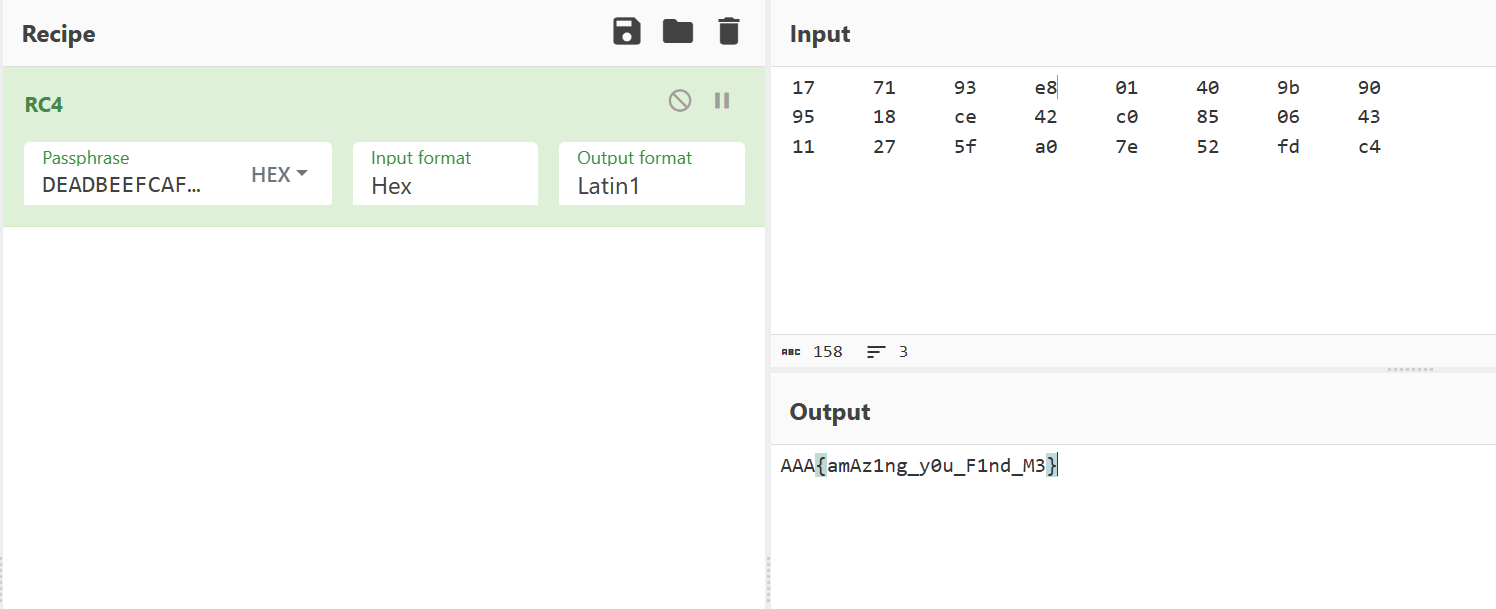 Recipe
RC4
Passphrase
DEADBEEFCAF...
HEX
Input format
Hex
Output format
Latin1
Input
17 71 93 e8 01 40 9b 90
95 18 ce 42 c0 85 06 43
11 27 5f a0 7e 52 fd c4
ABC 158 3
Output
AAA{amAz1ng_y0u_F1nd_M3}